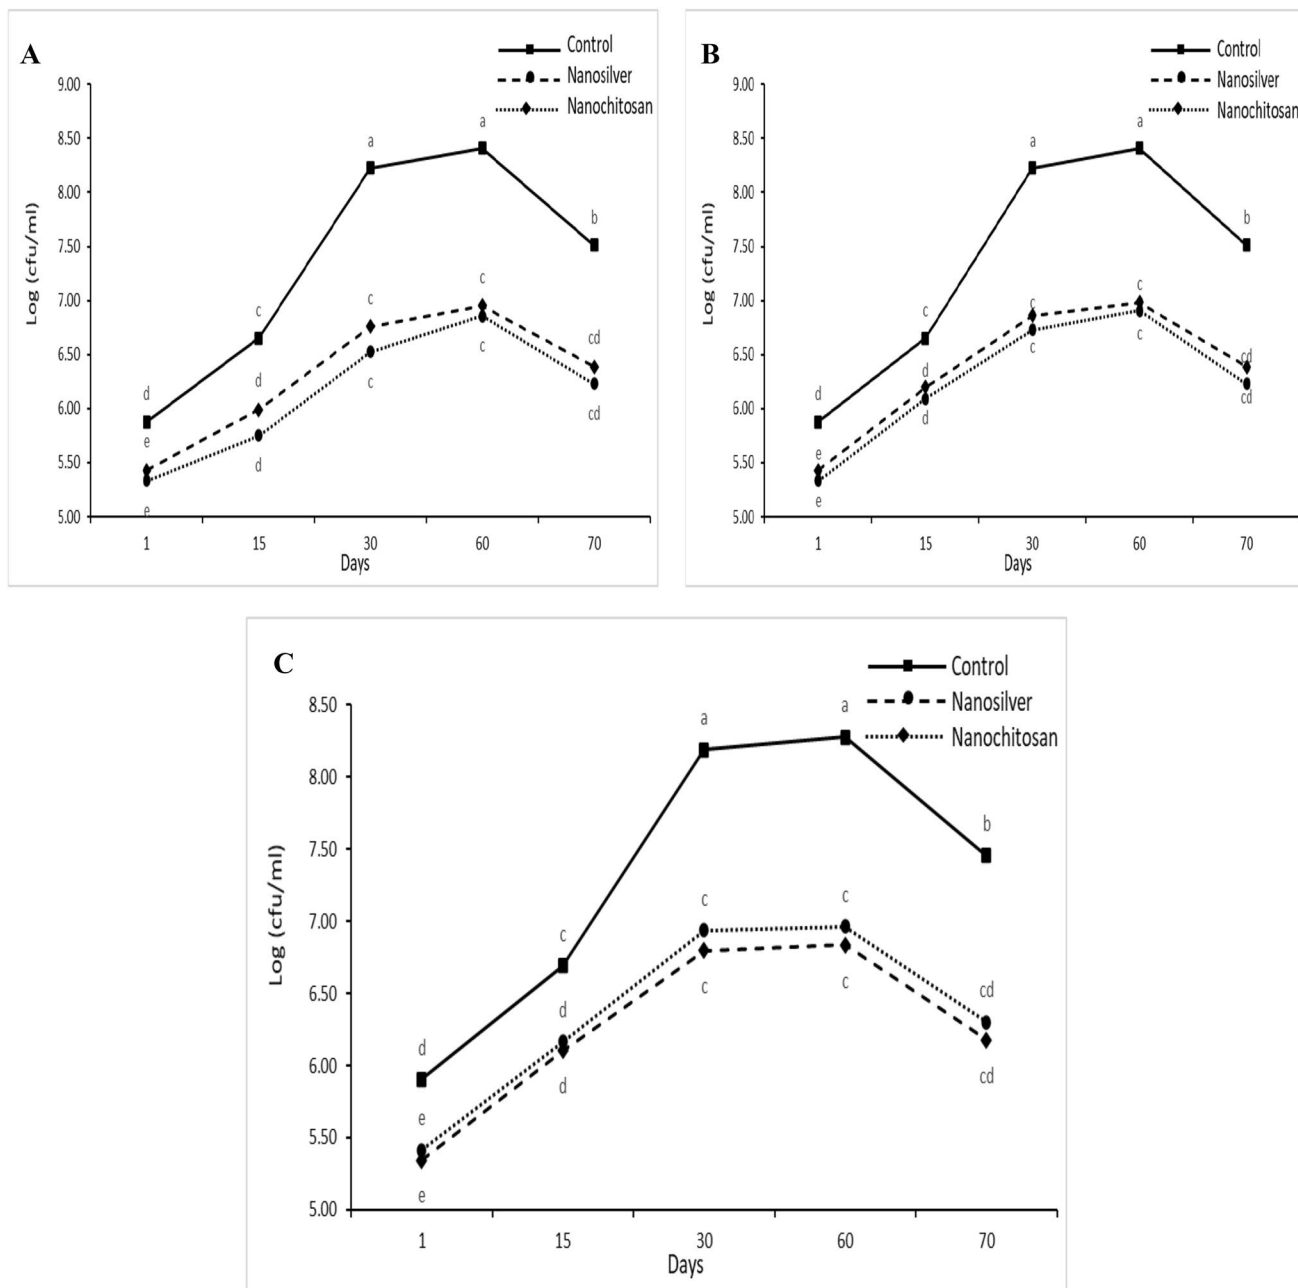 A
Control
Nanosilver
Nanochitosan
9.00
8.50
8.00
7.50
7.00
6.50
6.00
5.50
5.00
Log (cfu/ml)
a
a
b
c
c
c
cd
d
d
c
c
cd
e
d
e
1
15
30
60
70
Days
B
Control
Nanosilver
Nanochitosan
9.00
8.50
8.00
7.50
7.00
6.50
6.00
5.50
5.00
Log (cfu/ml)
a
a
b
c
c
c
cd
d
d
c
c
cd
e
d
e
1
15
30
60
70
Days
C
Control
Nanosilver
Nanochitosan
8.50
8.00
7.50
7.00
6.50
6.00
5.50
5.00
Log (cfu/ml)
a
a
b
c
c
c
cd
d
d
c
c
cd
e
d
e
1
15
30
60
70
Days